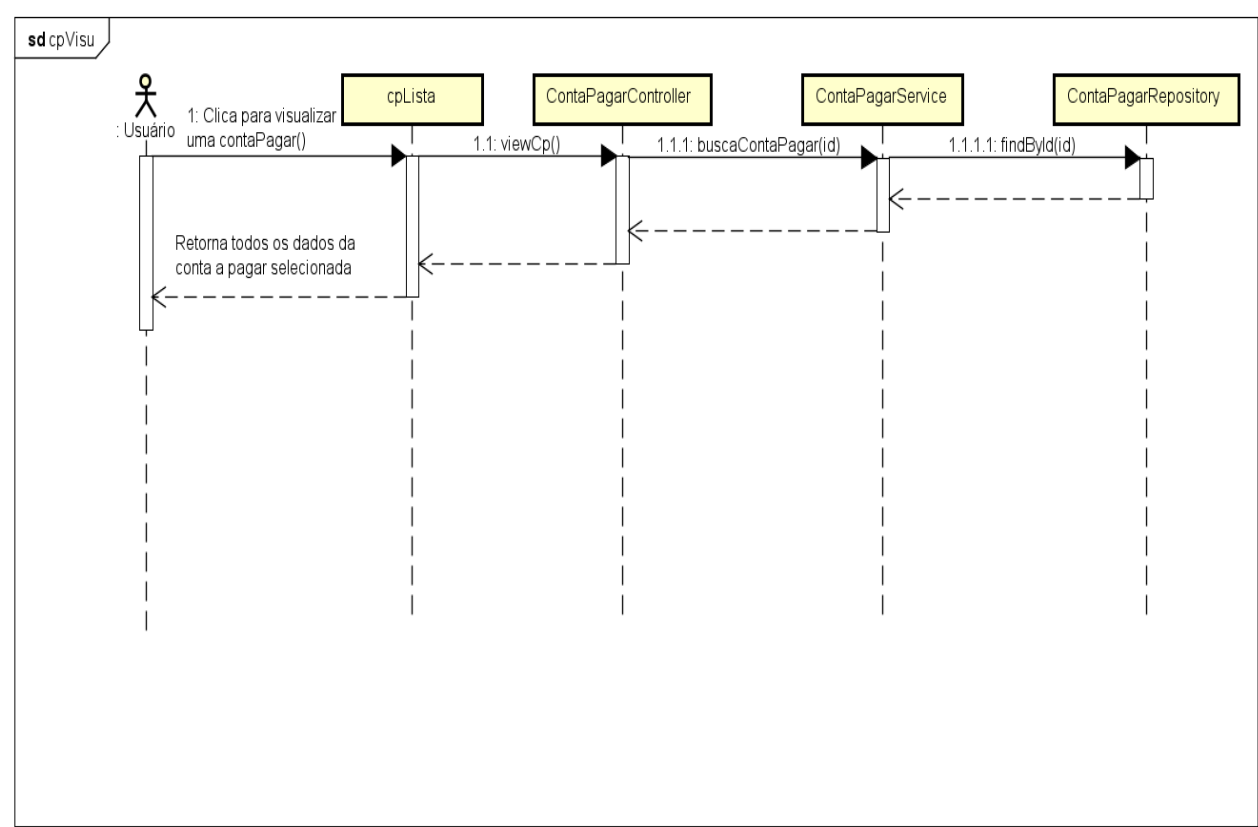 sd cpVisu
cpLista
ContaPagarController
ContaPagarService
ContaPagarRepository
: Usuário
1: Clica para visualizar
uma contaPagar()
1.1: viewCp()
1.1.1: buscaContaPagar(id)
1.1.1.1: findById(id)
Retorna todos os dados da
conta a pagar selecionada